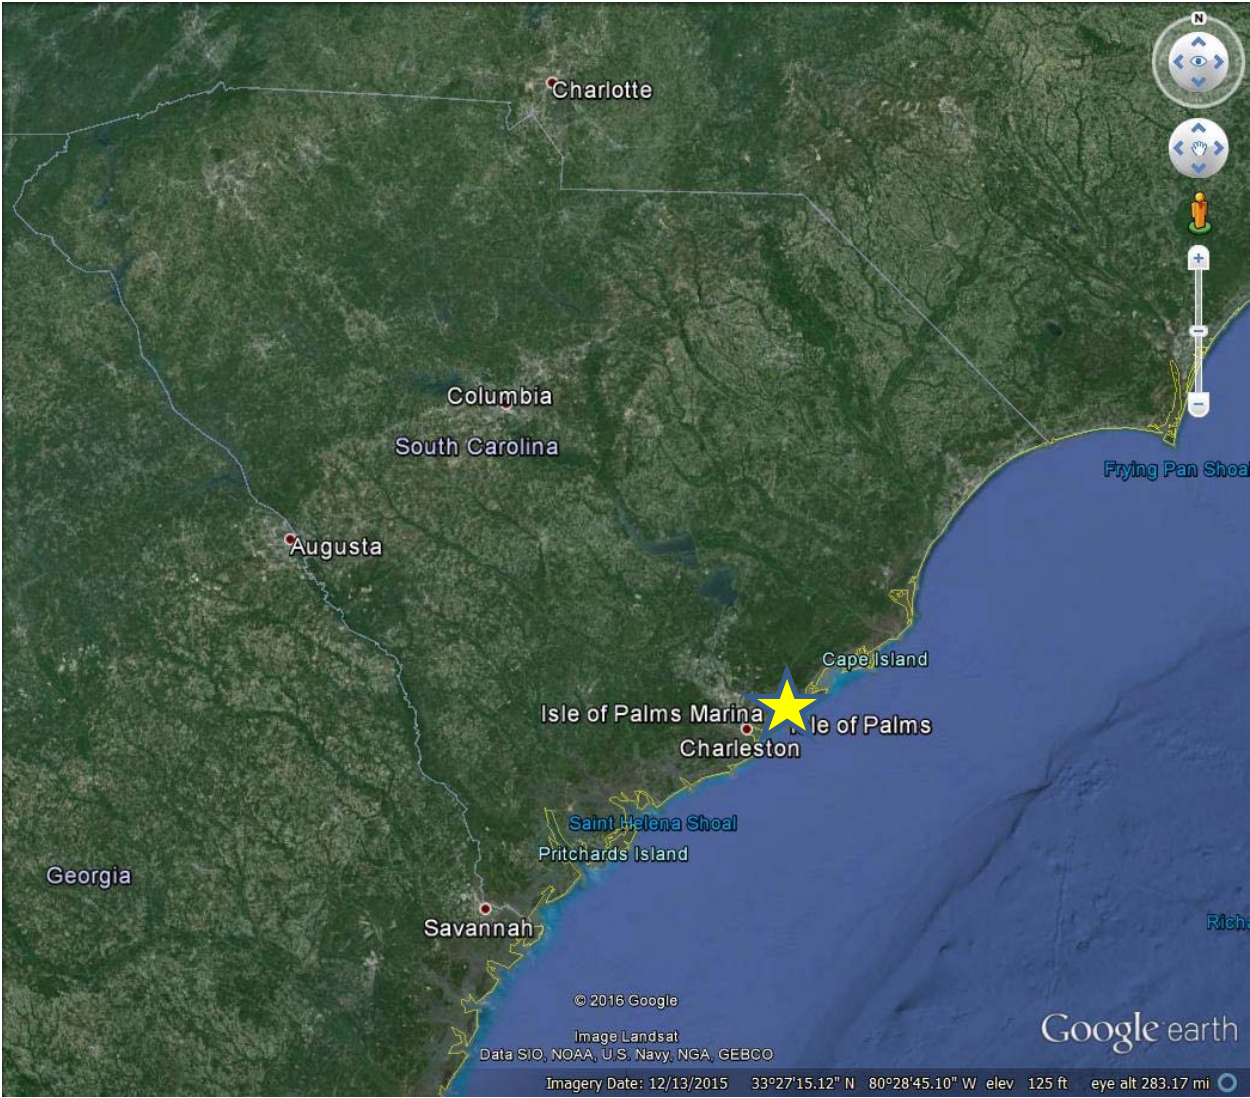 N
Charlotte
Columbia
South Carolina
Frying Pan Shoal
Augusta
Cape Island
Isle of Palms Marina
le of Palms
Charleston
Saint Helena Shoal
Pritchards Island
Georgia
Savannah
Rich
© 2016 Google
Image Landsat
Data SIO, NOAA, U.S. Navy, NGA, GEBCO
Google earth
Imagery Date: 12/13/2015 33°27'15.12" N 80°28'45.10" W elev 125 ft eye alt 283.17 mi